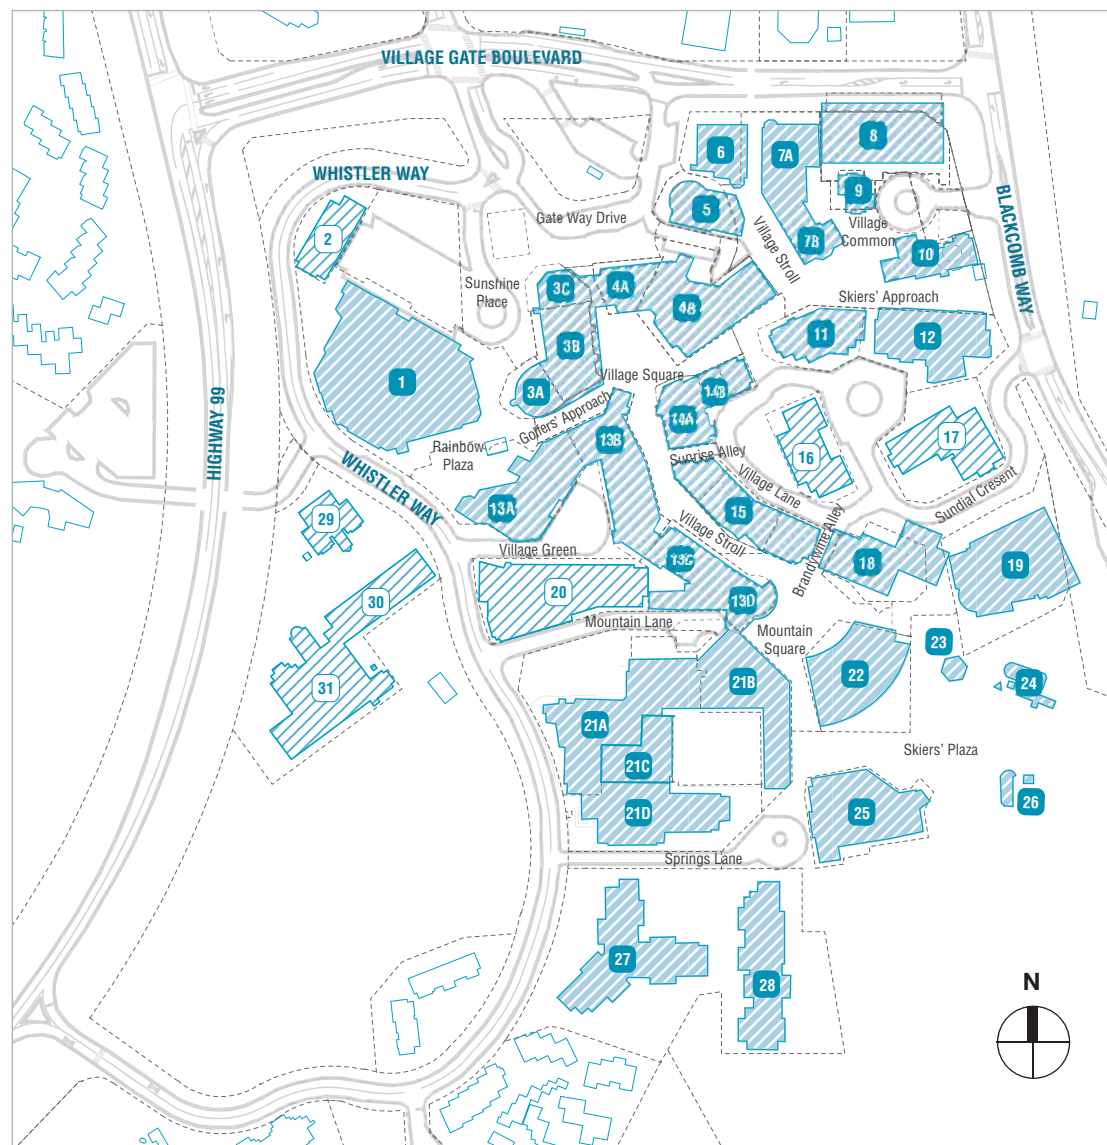 VILLAGE GATE BOULEVARD
8
6
7A
WHISTLER WAY
9
BLACKCOMB WAY
5
Gate Way Drive
Village
Common
2
7B
Village Stroll
10
Sunshine
Place
3C
4A
Skiers' Approach
4B
11
12
3B
1
Village Square
3A
14B
Golfers' Approach
14A
HIGHWAY 99
13B
17
Rainbow
Plaza
Sunrise Alley
16
WHISTLER WAY
Village Lane
Sundial Cresent
13A
15
29
Village Stroll
Brandywine Alley
Village Green
13C
18
19
20
30
13D
Mountain Lane
Mountain
Square
23
31
21B
22
24
21A
Skiers' Plaza
21C
26
21D
25
Springs Lane
27
28
N